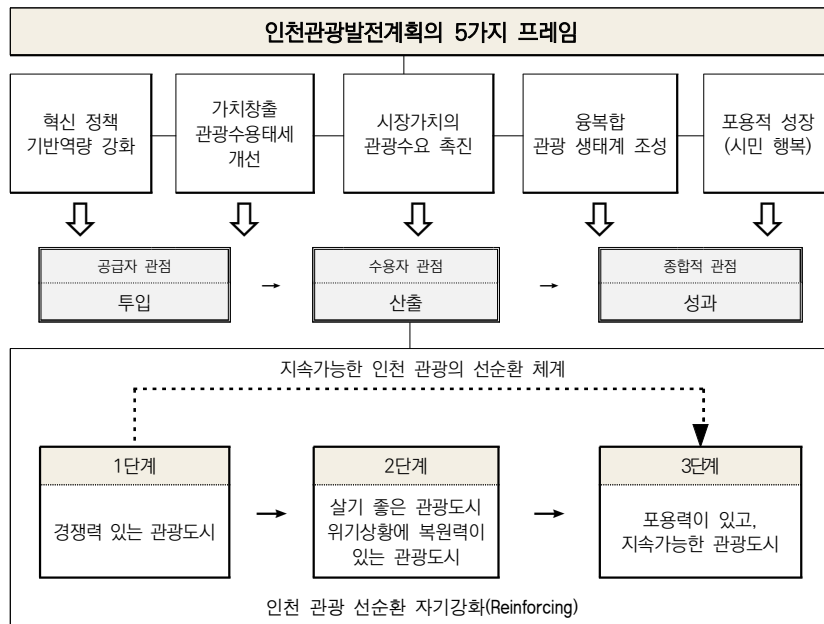 인천관광발전계획의 5가지 프레임
혁신 정책
기반역량 강화
가치창출
관광수용태세
개선
시장가치의
관광수요 촉진
융복합
관광 생태계 조성
포용적 성장
(시민 행복)
공급자 관점
투입
수용자 관점
산출
종합적 관점
성과
지속가능한 인천 관광의 선순환 체계
1단계
경쟁력 있는 관광도시
2단계
살기 좋은 관광도시
위기상황에 복원력이
있는 관광도시
3단계
포용력이 있고,
지속가능한 관광도시
인천 관광 선순환 자기강화(Reinforcing)